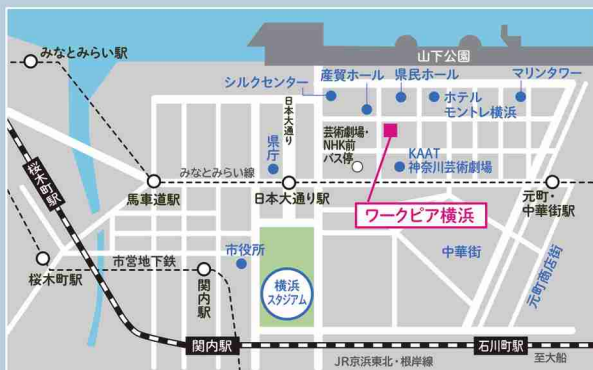 みなとみらい駅
山下公園
シルクセンター
産貿ホール
県民ホール
マリンタワー
ホテル
モントレ横浜
日本大通り
芸術劇場・
NHK前
バス停
県庁
KAAT
神奈川芸術劇場
みなとみらい線
桜木町駅
馬車道駅
日本大通り駅
元町・
中華街駅
ワークピア横浜
市役所
中華街
元町商店街
市営地下鉄
桜木町駅
関内駅
横浜
スタジアム
関内駅
石川町駅
JR京浜東北・根岸線
至大船